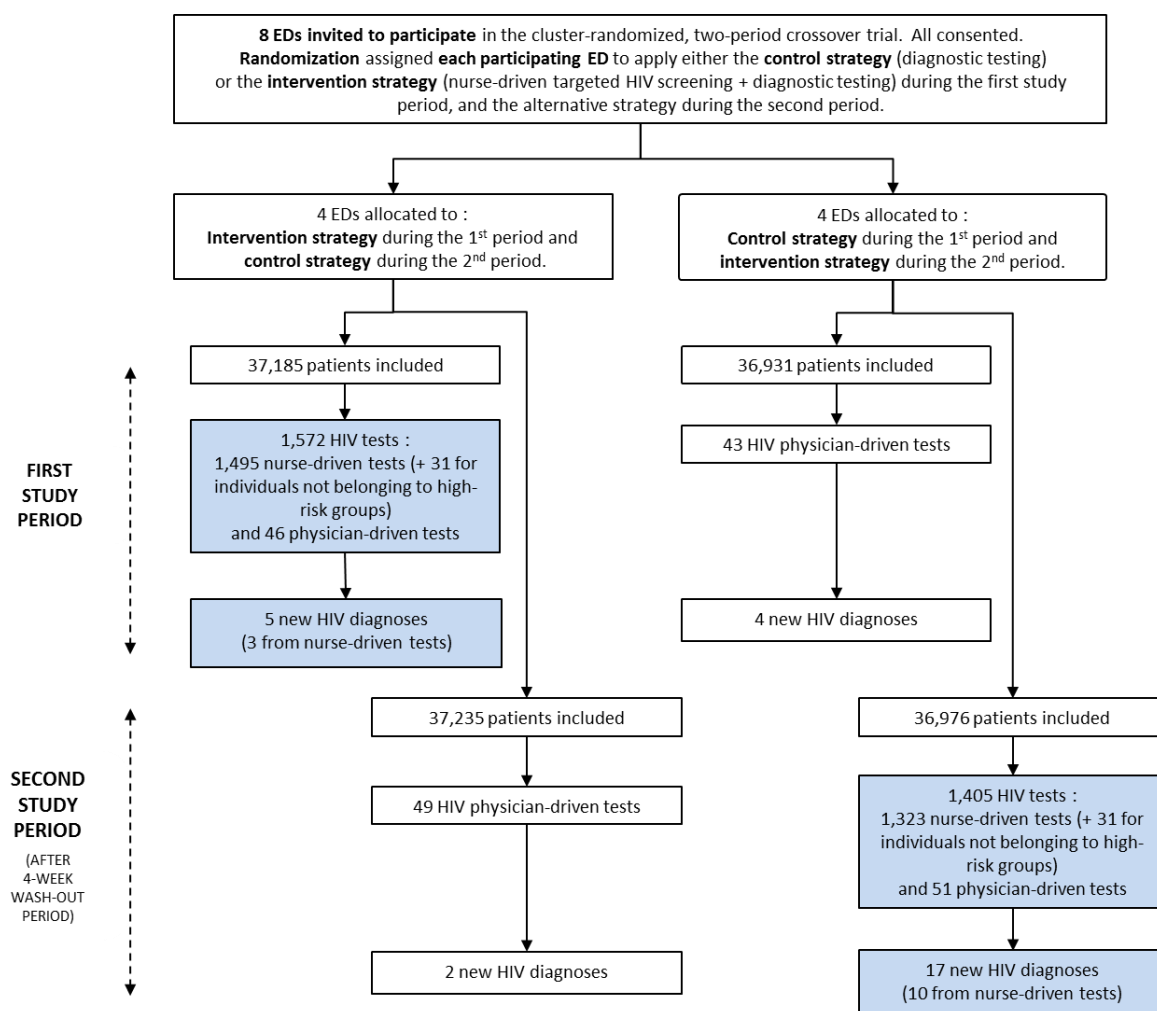 8 EDs invited to participate in the cluster-randomized, two-period crossover trial.  All consented.
Randomization assigned each participating ED to apply either the control strategy (diagnostic testing)
or the intervention strategy (nurse-driven targeted HIV screening + diagnostic testing) during the first study
period, and the alternative strategy during the second period.
4 EDs allocated to :
Intervention strategy during the 1st period and
control strategy during the 2nd period.
4 EDs allocated to :
Control strategy during the 1st period and
intervention strategy during the 2nd period.
FIRST
STUDY
PERIOD
37,185 patients included
1,572 HIV tests :
1,495 nurse-driven tests (+ 31 for
individuals not belonging to high-
risk groups)
and 46 physician-driven tests
5 new HIV diagnoses
(3 from nurse-driven tests)
36,931 patients included
43 HIV physician-driven tests
4 new HIV diagnoses
SECOND
STUDY
PERIOD
(AFTER
4-WEEK
WASH-OUT
PERIOD)
37,235 patients included
49 HIV physician-driven tests
2 new HIV diagnoses
36,976 patients included
1,405 HIV tests :
1,323 nurse-driven tests (+ 31 for
individuals not belonging to high-
risk groups)
and 51 physician-driven tests
17 new HIV diagnoses
(10 from nurse-driven tests)